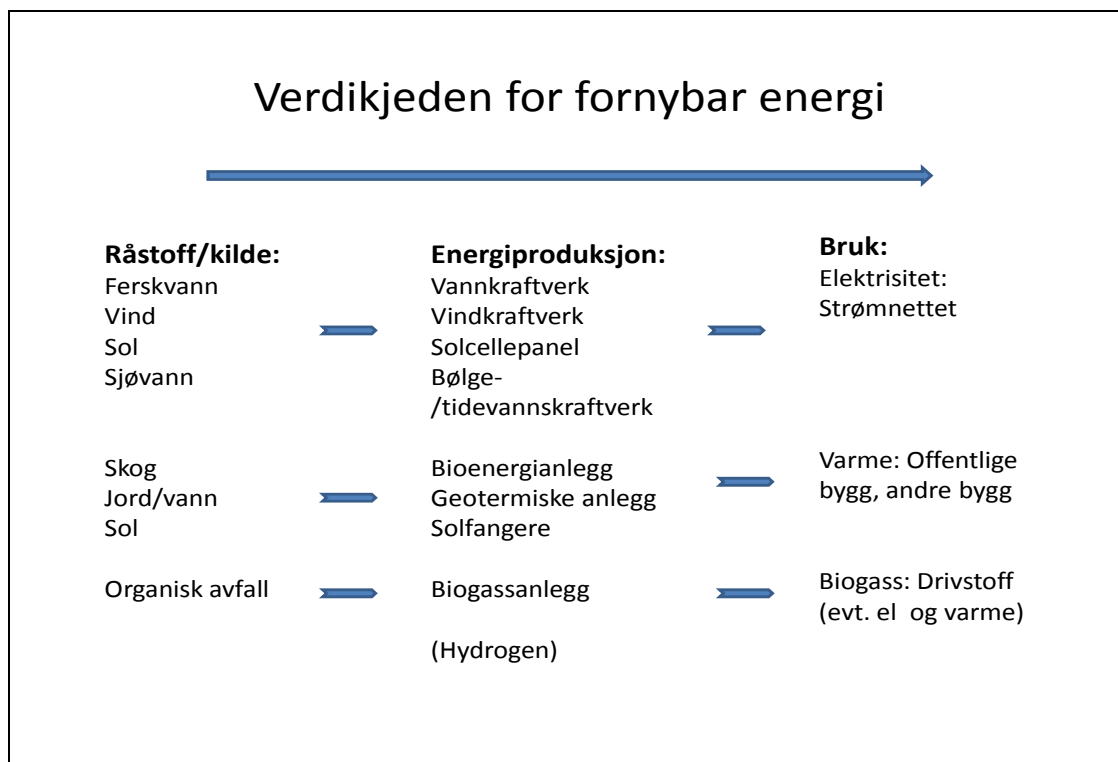 Verdikjeden for fornybar energi
Råstoff/kilde:
Ferskvann
Vind
Sol
Sjøvann
Skog
Jord/vann
Sol
Organisk avfall
Energiproduksjon:
Vannkraftverk
Vindkraftverk
Solcellepanel
Bølge-
/tidevannskraftverk
Bioenergianlegg
Geotermiske anlegg
Solfangere
Biogassanlegg
(Hydrogen)
Bruk:
Elektrisitet:
Strømnettet
Varme: Offentlige
bygg, andre bygg
Biogass: Drivstoff
(evt. el og varme)